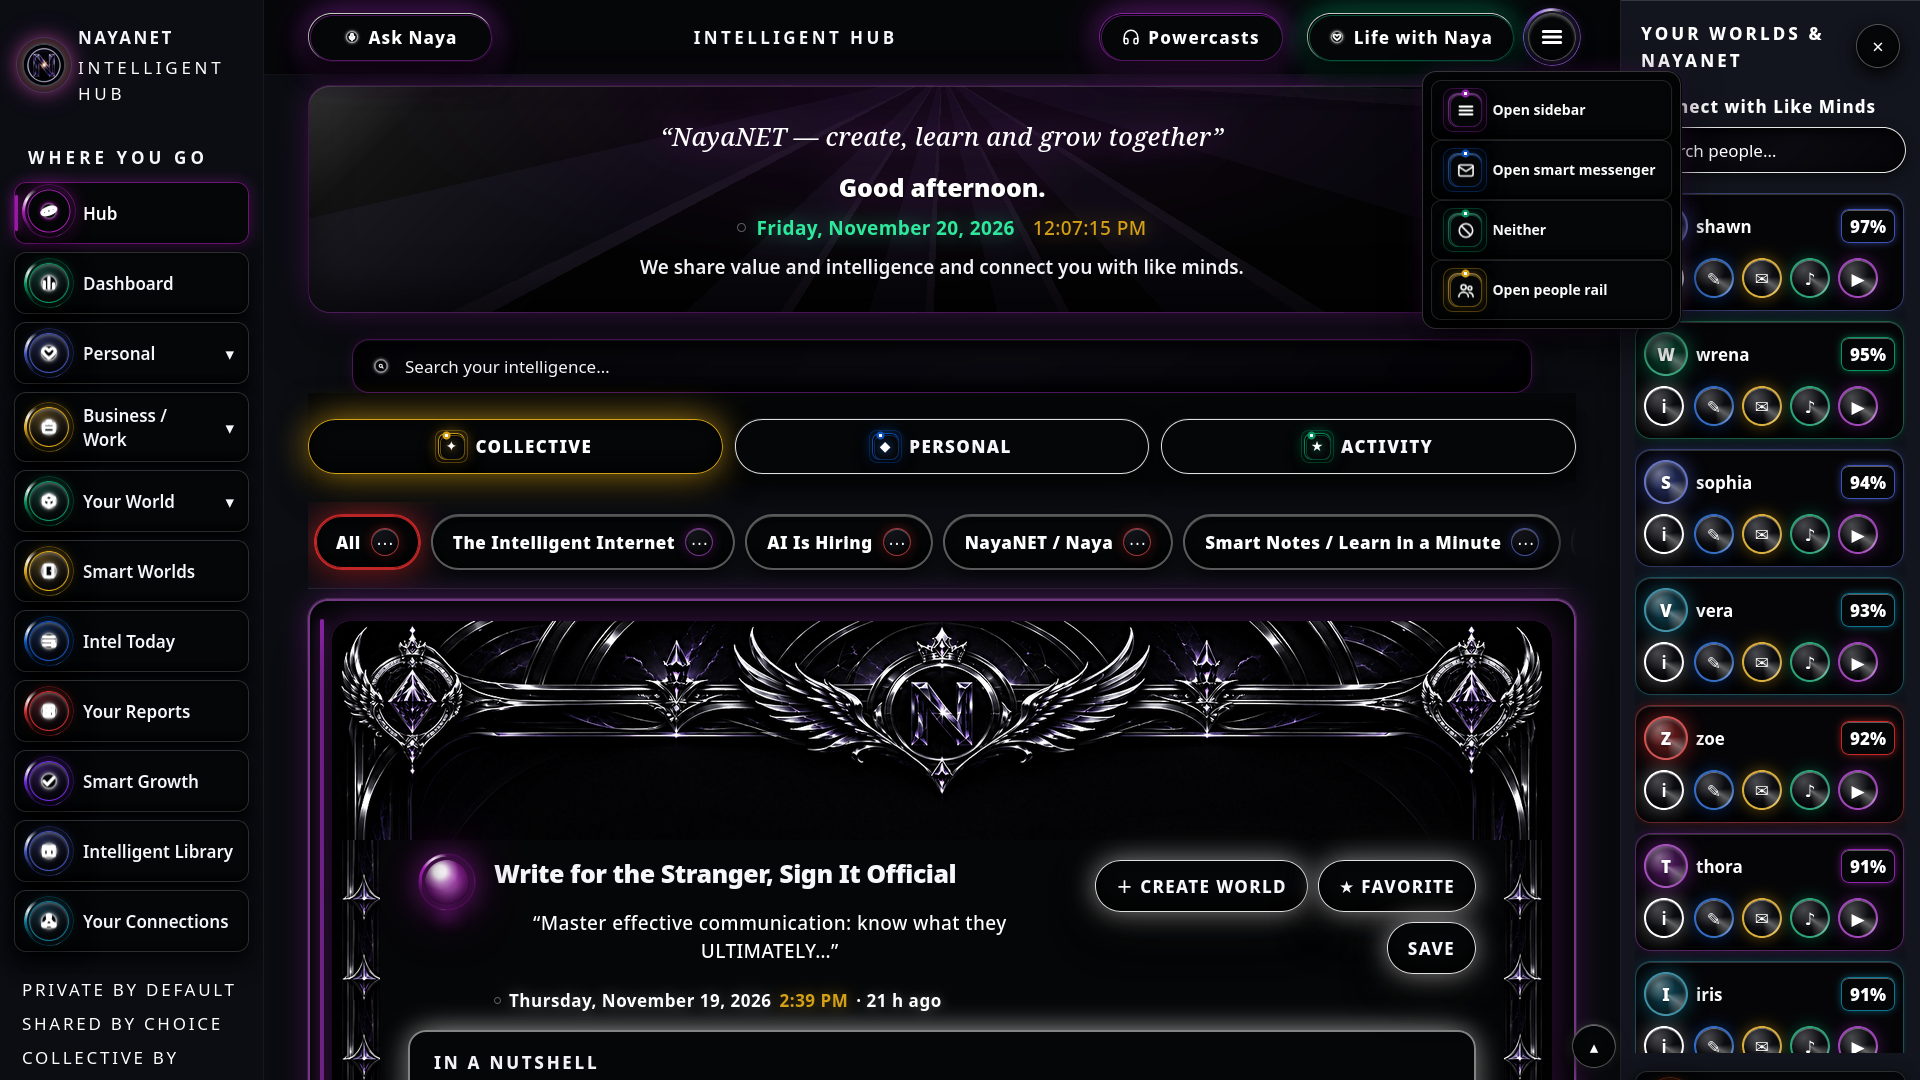 NAYANET
INTELLIGENT
HUB
WHERE YOU GO
Hub
Dashboard
Personal
Business /
Work
Your World
Smart Worlds
Intel Today
Your Reports
Smart Growth
Intelligent Library
Your Connections
PRIVATE BY DEFAULT
SHARED BY CHOICE
COLLECTIVE BY
Ask Naya
INTELLIGENT HUB
Powercasts
Life with Naya
Open sidebar
Open smart messenger
Neither
Open people rail
“NayaNET — create, learn and grow together”
Good afternoon.
Friday, November 20, 2026 12:07:15 PM
We share value and intelligence and connect you with like minds.
Search your intelligence...
COLLECTIVE
PERSONAL
ACTIVITY
All
The Intelligent Internet
AI Is Hiring
NayaNET / Naya
Smart Notes / Learn in a Minute
N
Write for the Stranger, Sign It Official
“Master effective communication: know what they
ULTIMATELY...”
Thursday, November 19, 2026 2:39 PM · 21 h ago
+ CREATE WORLD
★ FAVORITE
SAVE
IN A NUTSHELL
YOUR WORLDS &
NAYANET
nect with Like Minds
rch people...
shawn 97%
W wrena 95%
S sophia 94%
V vera 93%
Z zoe 92%
T thora 91%
I iris 91%